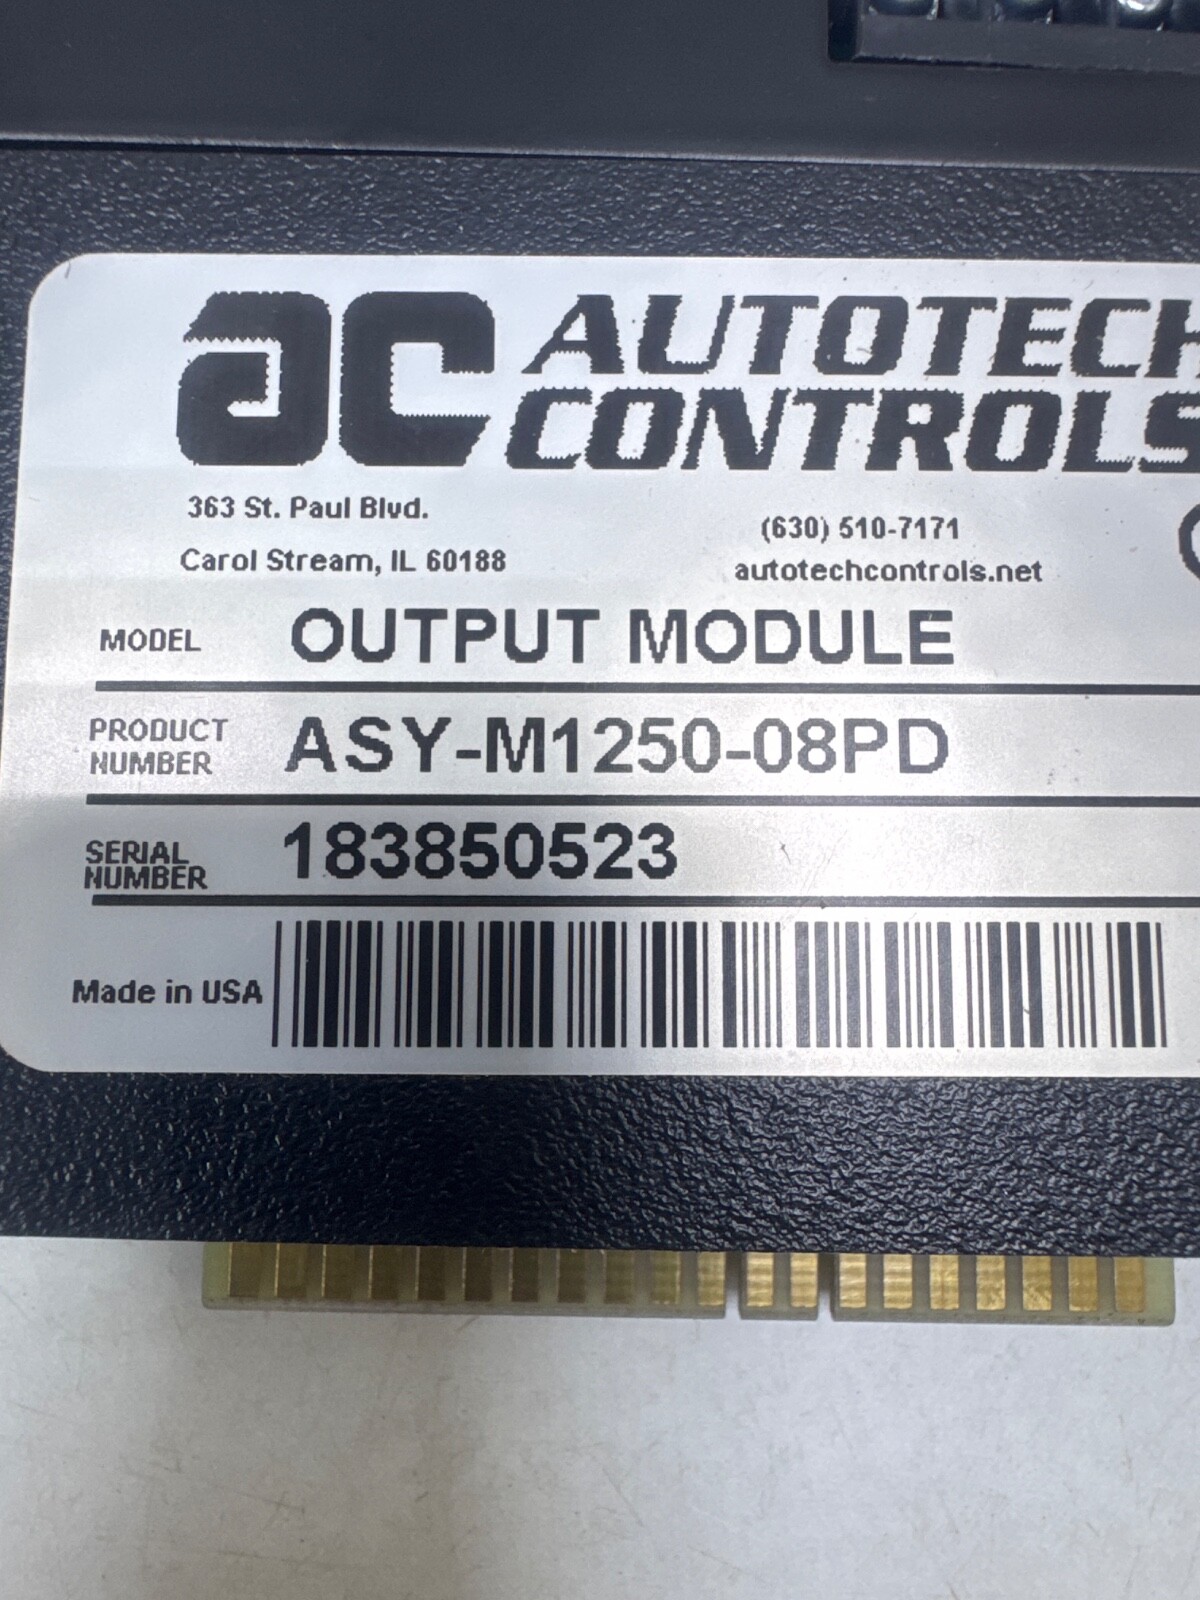 ac AUTOTECH
CONTROLS
363 St. Paul Blvd.
Carol Stream, IL 60188
(630) 510-7171
autotechcontrols.net
MODEL OUTPUT MODULE
PRODUCT
NUMBER ASY-M1250-08PD
SERIAL
NUMBER 183850523
Made in USA